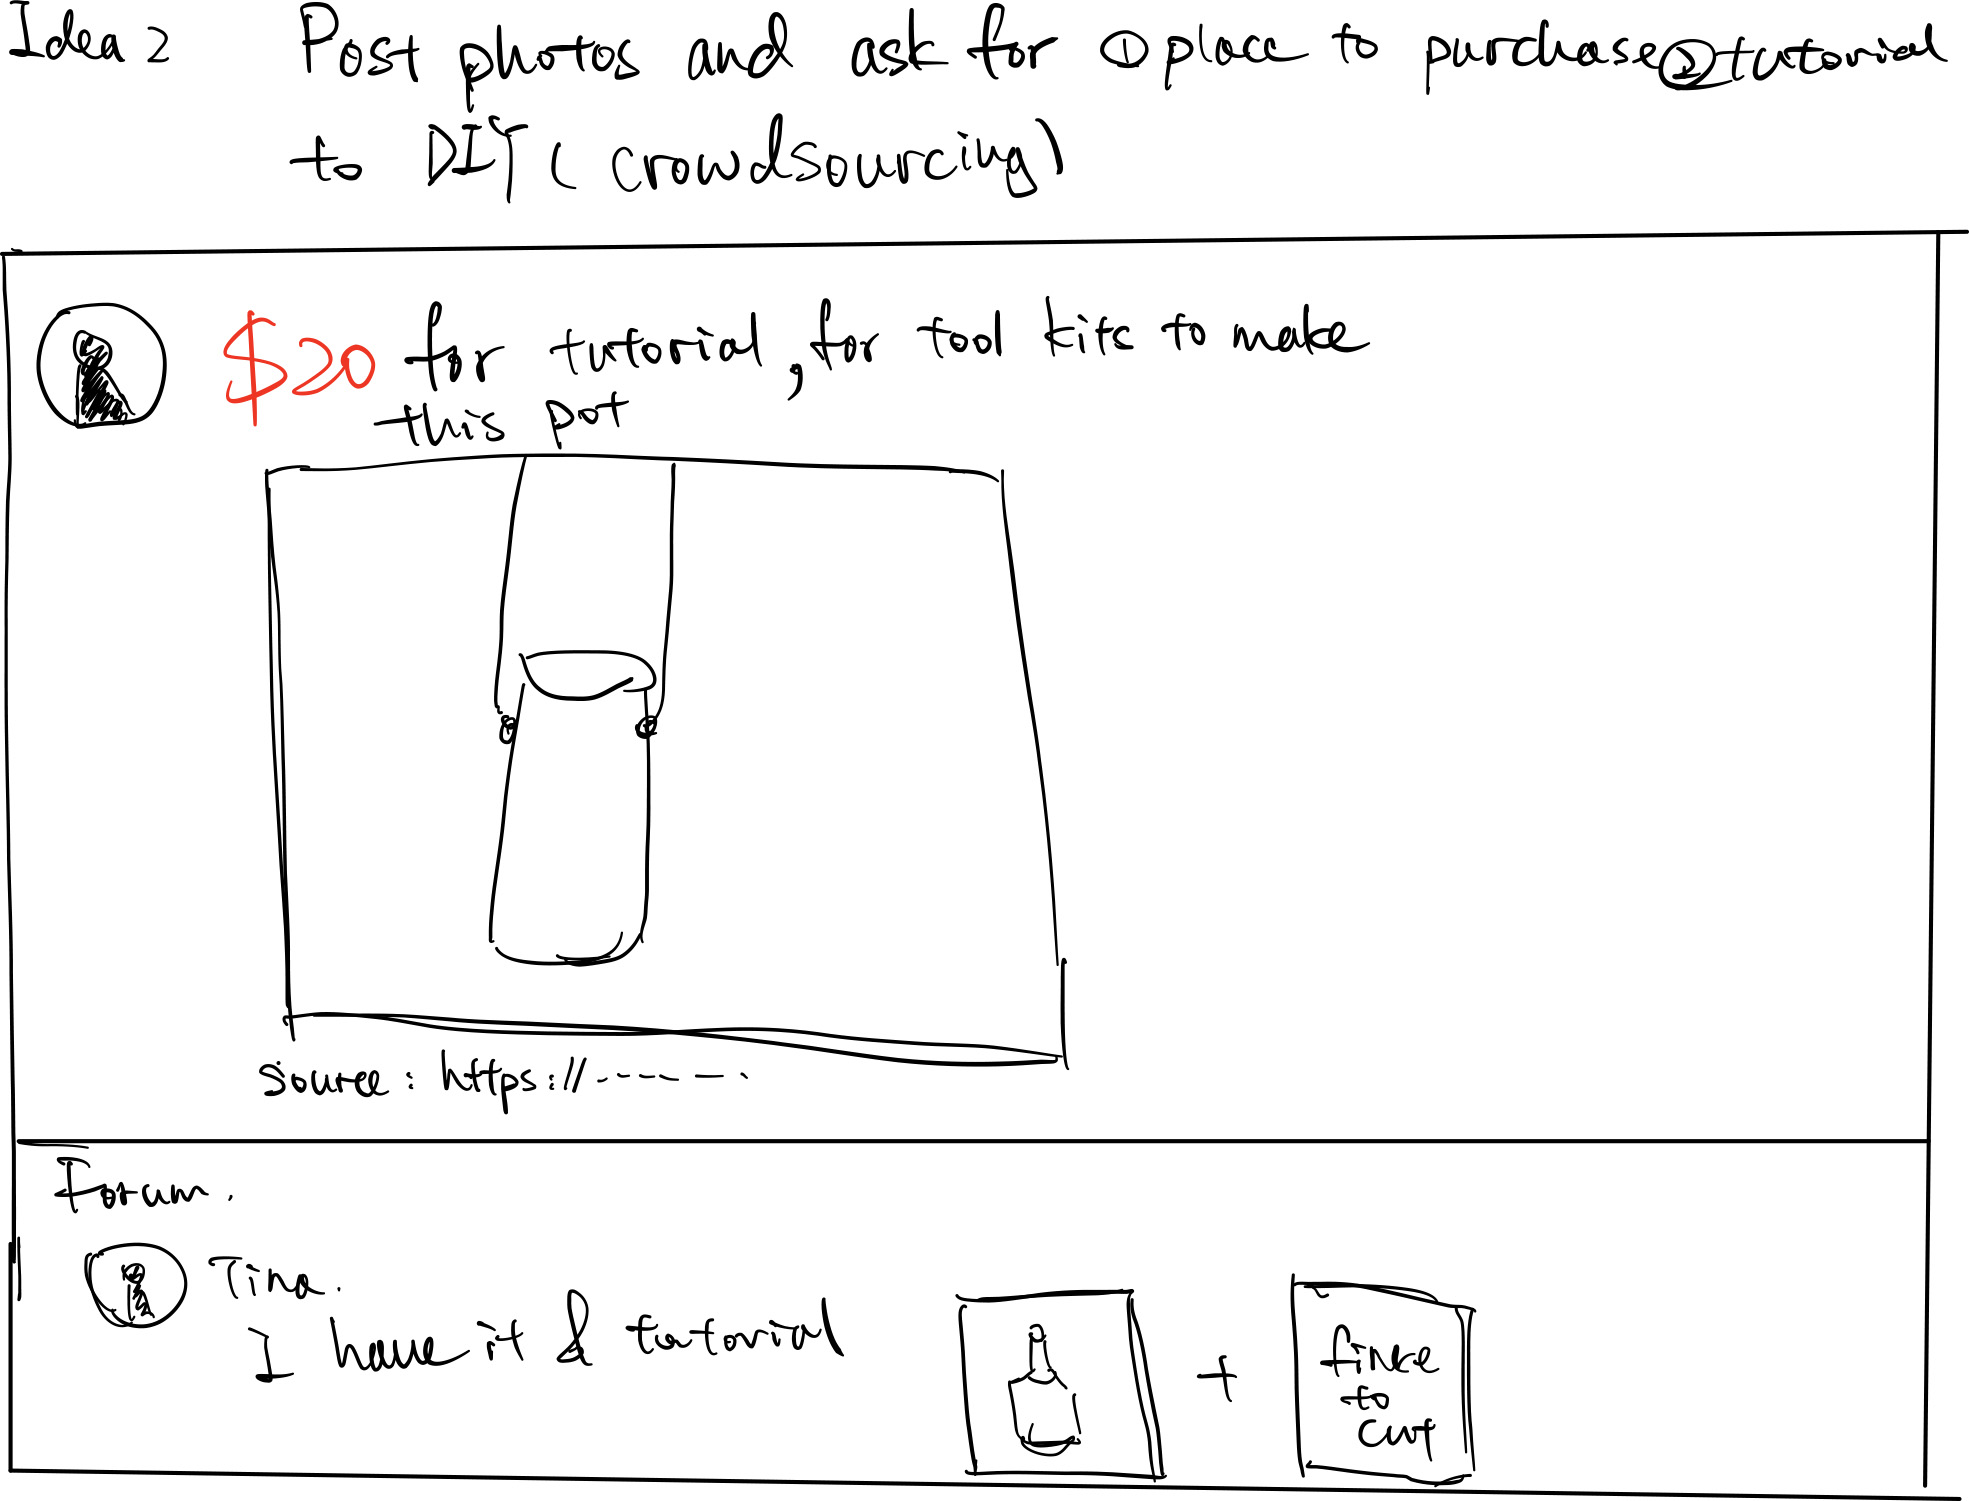 Idea 2 Post photos and ask for ① place to purchase ② tutorial
to DIY (crowdsourcing)
$20 for tutorial, for tool kits to make
this pot
source: https://.-------
Forum.
Tina.
I have it & tutorial
+
to
cut